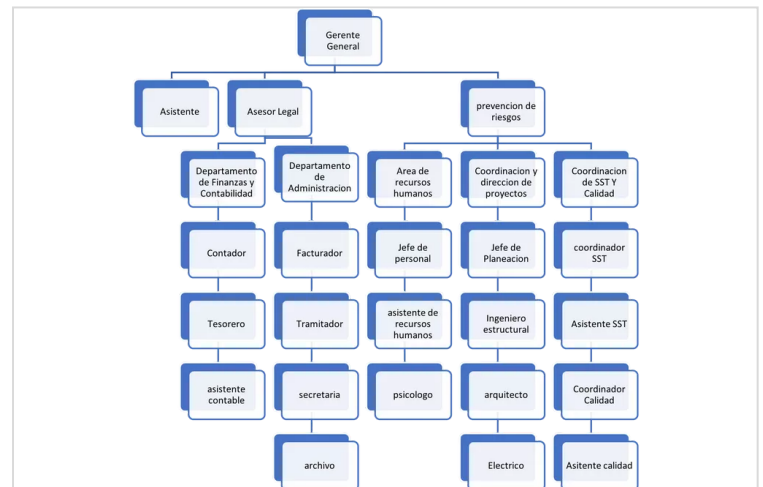 Gerente
General
Asistente
Asesor Legal
prevencion de
riesgos
Departamento
de Finanzas y
Contabilidad
Departamento
de
Administracion
Area de
recursos
humanos
Coordinacion y
direccion de
proyectos
Coordinacion
de SST Y
Calidad
Contador
Facturador
Jefe de
personal
Jefe de
Planeacion
coordinador
SST
Tesorero
Tramitador
asistente de
recursos
humanos
Ingeniero
estructural
Asistente SST
asistente
contable
secretaria
psicologo
arquitecto
Coordinador
Calidad
archivo
Electrico
Asitente calidad